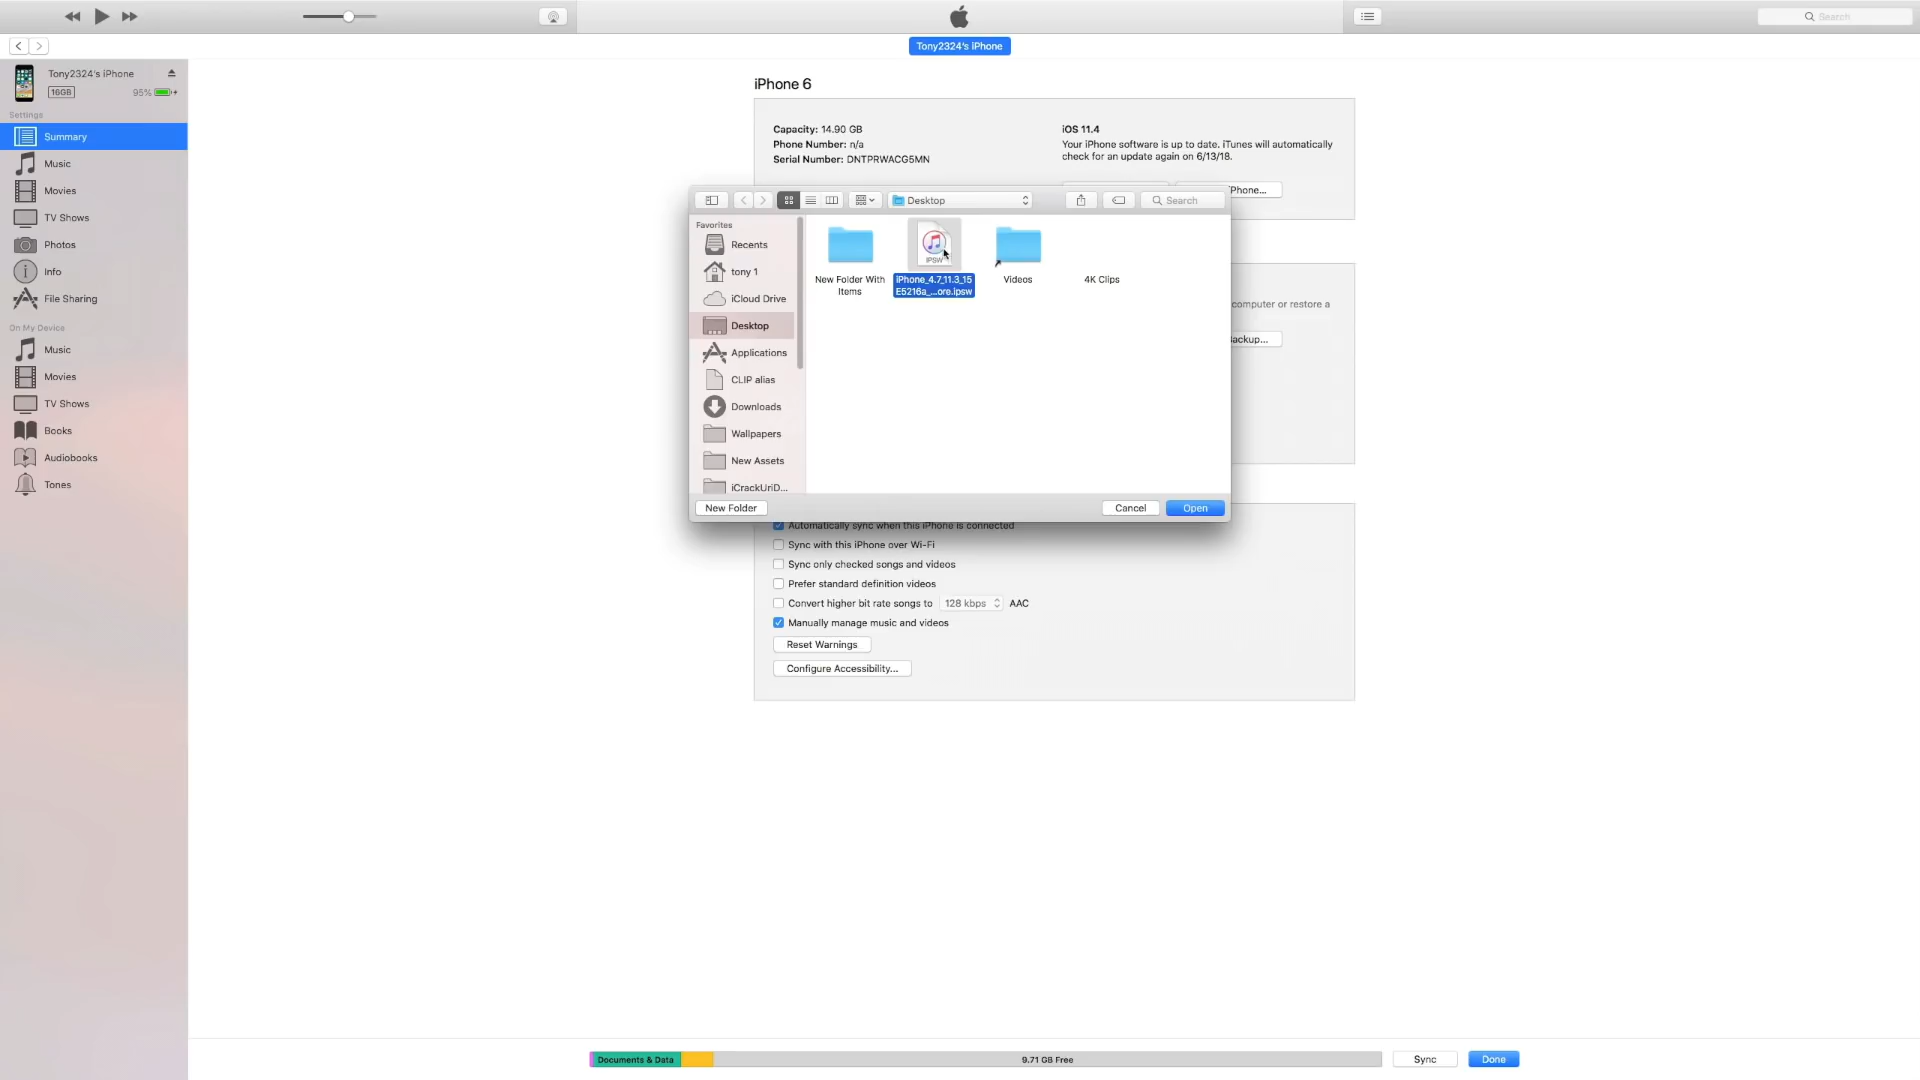 Search
Tony2324's iPhone
Tony2324's iPhone
16GB
95%
Settings
Summary
Music
Movies
TV Shows
Photos
Info
File Sharing
On My Device
Music
Movies
TV Shows
Books
Audiobooks
Tones
iPhone 6
Capacity: 14.90 GB
Phone Number: n/a
Serial Number: DNTPRWACG5MN
iOS 11.4
Your iPhone software is up to date. iTunes will automatically
check for an update again on 6/13/18.
Phone...
computer or restore a
Backup...
Desktop
Search
Favorites
Recents
tony 1
iCloud Drive
Desktop
Applications
CLIP alias
Downloads
Wallpapers
New Assets
iCrackUriD...
New Folder With
Items
IPSW
iPhone_4.7_11.3_15
E5216a_...ore.ipsw
Videos
4K Clips
New Folder
Cancel
Open
Automatically sync when this iPhone is connected
Sync with this iPhone over Wi-Fi
Sync only checked songs and videos
Prefer standard definition videos
Convert higher bit rate songs to 128 kbps AAC
Manually manage music and videos
Reset Warnings
Configure Accessibility...
Documents & Data
9.71 GB Free
Sync
Done